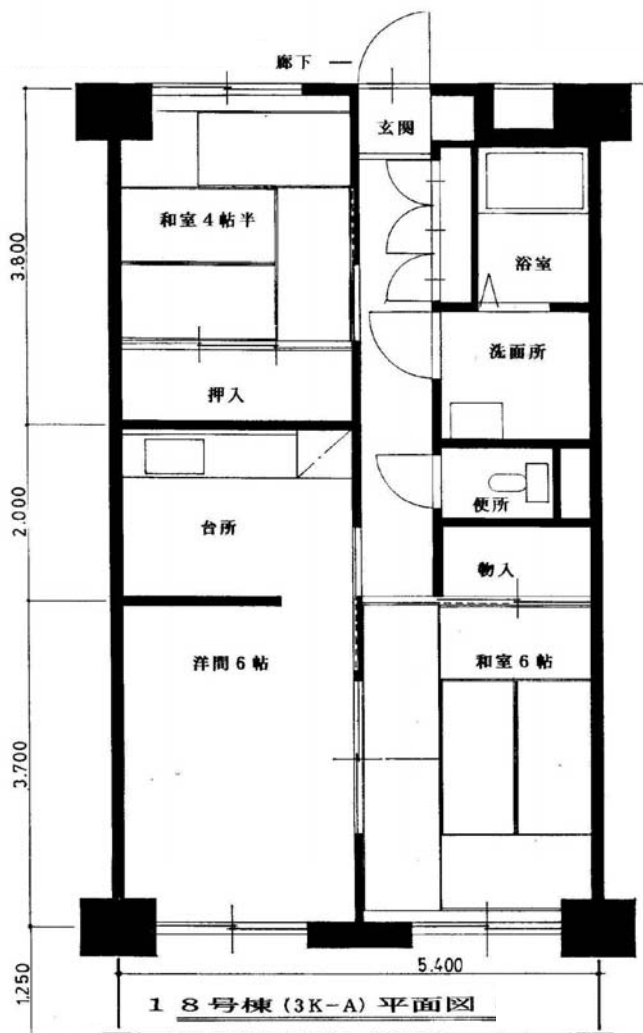 廊下
玄関
和室4帖半
浴室
洗面所
押入
便所
台所
物入
洋間6帖
和室6帖
3.800
2.000
3.700
1.250
5.400
18号棟(3K-A)平面図